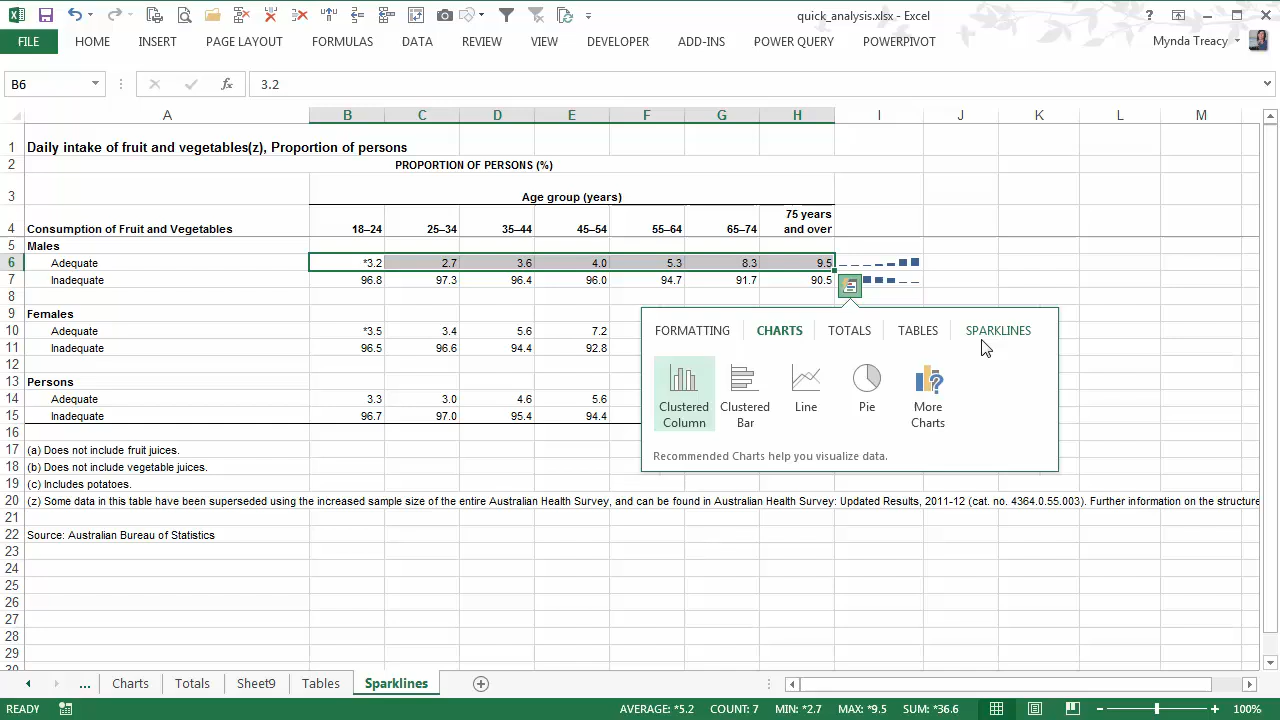 quick_analysis.xlsx - Excel
?
FILE HOME INSERT PAGE LAYOUT FORMULAS DATA REVIEW VIEW DEVELOPER ADD-INS POWER QUERY POWERPIVOT Mynda Treacy
B6 fx 3.2
A B C D E F G H I J K L M
1 Daily intake of fruit and vegetables(z), Proportion of persons
2 PROPORTION OF PERSONS (%)
3 Age group (years)
75 years
4 Consumption of Fruit and Vegetables 18–24 25–34 35–44 45–54 55–64 65–74 and over
5 Males
6 Adequate *3.2 2.7 3.6 4.0 5.3 8.3 9.5
7 Inadequate 96.8 97.3 96.4 96.0 94.7 91.7 90.5
8
9 Females
FORMATTING CHARTS TOTALS TABLES SPARKLINES
10 Adequate *3.5 3.4 5.6 7.2
11 Inadequate 96.5 96.6 94.4 92.8
12
13 Persons
14 Adequate 3.3 3.0 4.6 5.6
15 Inadequate 96.7 97.0 95.4 94.4
Clustered Column
Clustered Bar
Line
Pie
More Charts
Recommended Charts help you visualize data.
16
17 (a) Does not include fruit juices.
18 (b) Does not include vegetable juices.
19 (c) Includes potatoes.
20 (z) Some data in this table have been superseded using the increased sample size of the entire Australian Health Survey, and can be found in Australian Health Survey: Updated Results, 2011-12 (cat. no. 4364.0.55.003). Further information on the structure
21
22 Source: Australian Bureau of Statistics
23
24
25
26
27
28
29
30
... Charts Totals Sheet9 Tables Sparklines
READY AVERAGE: *5.2 COUNT: 7 MIN: *2.7 MAX: *9.5 SUM: *36.6 100%